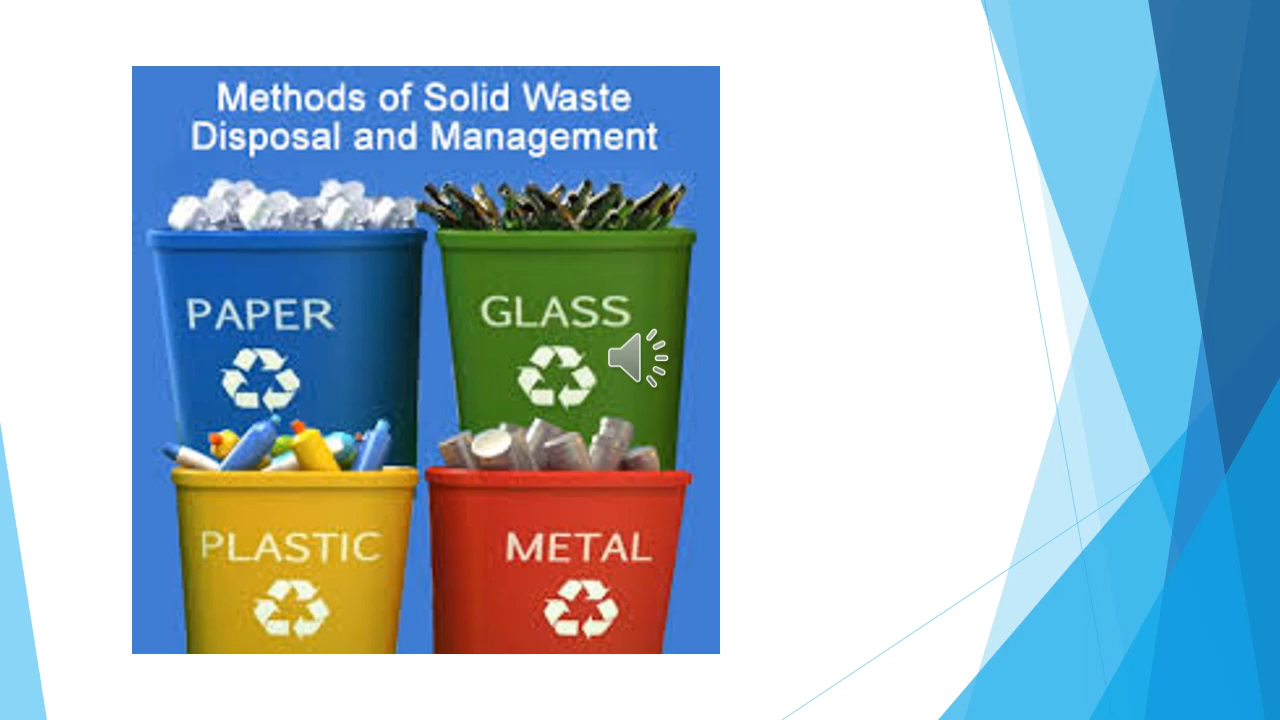 Methods of Solid Waste
Disposal and Management
PAPER
GLASS
PLASTIC
METAL